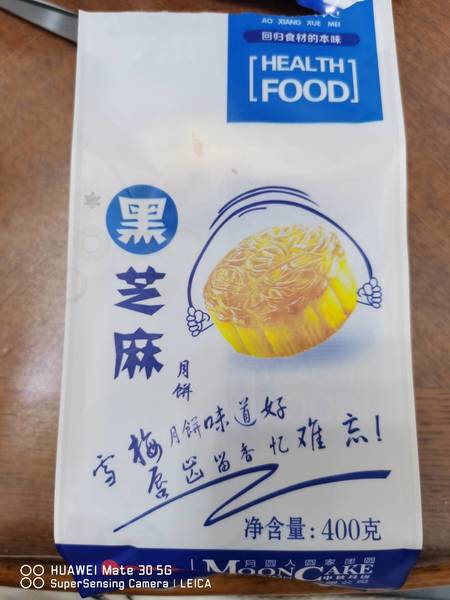 AO XIANG XUE MEI
回归食材的本味
HEALTH
FOOD
黑芝麻
月饼
雪梅月饼味道好
唇齿留香忆难忘!
净含量:400克
月圆人圆家团圆
MOON CAKE
中秋月饼
HUAWEI Mate 30 5G
SuperSensing Camera | LEICA